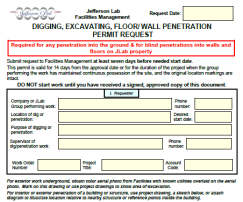 Jefferson Lab
Facilities Management
Request Date:
DIGGING, EXCAVATING, FLOOR/WALL PENETRATION
PERMIT REQUEST
Required for any penetration into the ground & for blind penetrations into walls and
floors on JLab property
Submit request to Facilities Management at least seven days before needed start date.
This permit is valid for 14 days from the approval date or for the duration of the project when the group
performing the work has maintained continuous possession of the site, and the original location markings are
intact.
DO NOT start work until you have received a signed, approved copy of this document.
I. Requester
Company or JLab
Group performing work:
Phone
number:
Location of dig or
penetration:
Desired
start date:
Purpose of digging or
penetration:
Supervisor of
dig/penetration work:
Phone
number:
Work Order
Number
Project
Title:
Account
Code:
For exterior work underground, obtain color aerial photo from Facilities with known utilities overlaid on the aerial
photo. Mark on the drawing or use project drawings to show area of excavation.
For interior or exterior penetration of a building or structure, use project drawing, a sketch below, or attach
diagram to illustrate location relative to nearby structure or reference points inside the building.